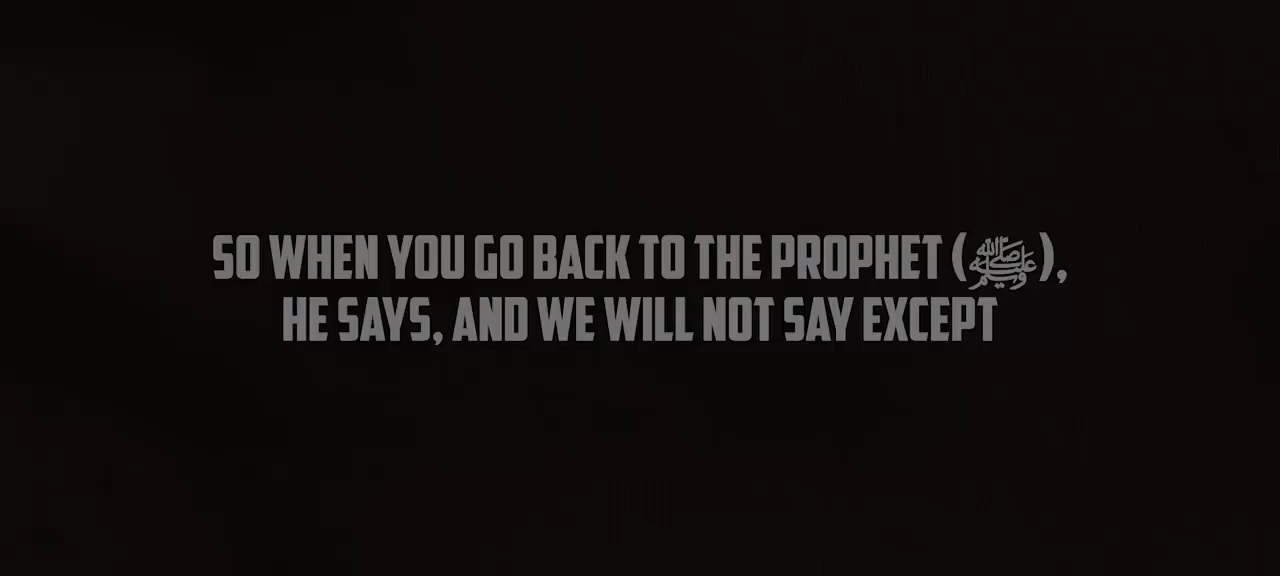 SO WHEN YOU GO BACK TO THE PROPHET (ﷺ),
HE SAYS, AND WE WILL NOT SAY EXCEPT